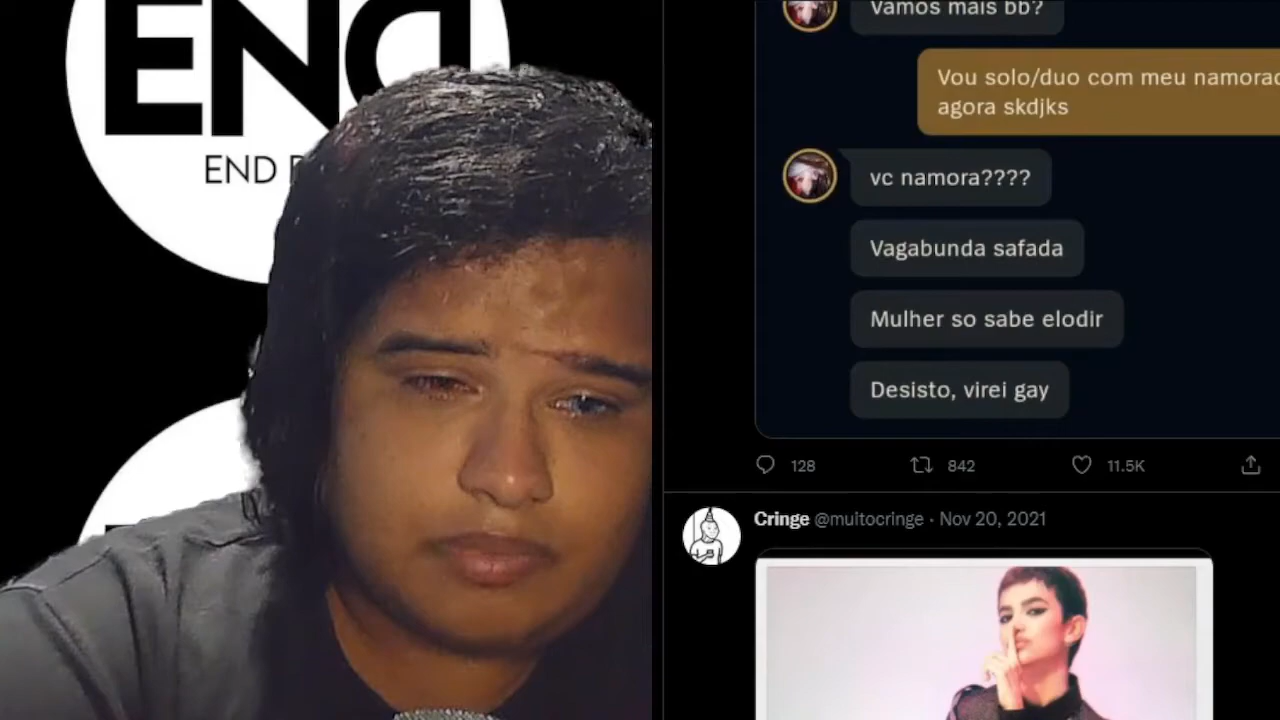 END
END
Vamos mais bb?
Vou solo/duo com meu
agora skdjks
vc namora????
Vagabunda safada
Mulher so sabe elodir
Desisto, virei gay
128
842
11.5K
Cringe @muitocringe · Nov 20, 2021